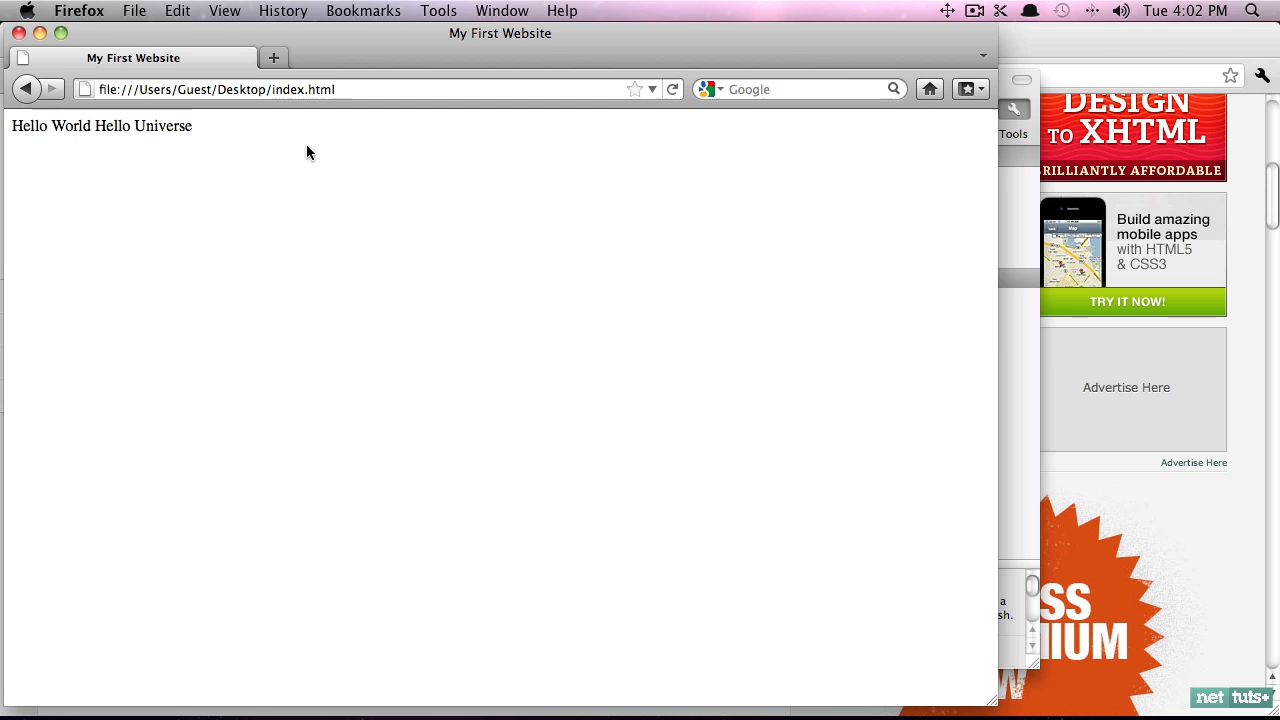 Firefox File Edit View History Bookmarks Tools Window Help Tue 4:02 PM
My First Website
My First Website
file:///Users/Guest/Desktop/index.html Google
Hello World Hello Universe
Tools
DESIGN
TO XHTML
BRILLIANTLY AFFORDABLE
Build amazing
mobile apps
with HTML5
& CSS3
TRY IT NOW!
Advertise Here
Advertise Here
a
sh.
SS
MIUM
W
net tuts+